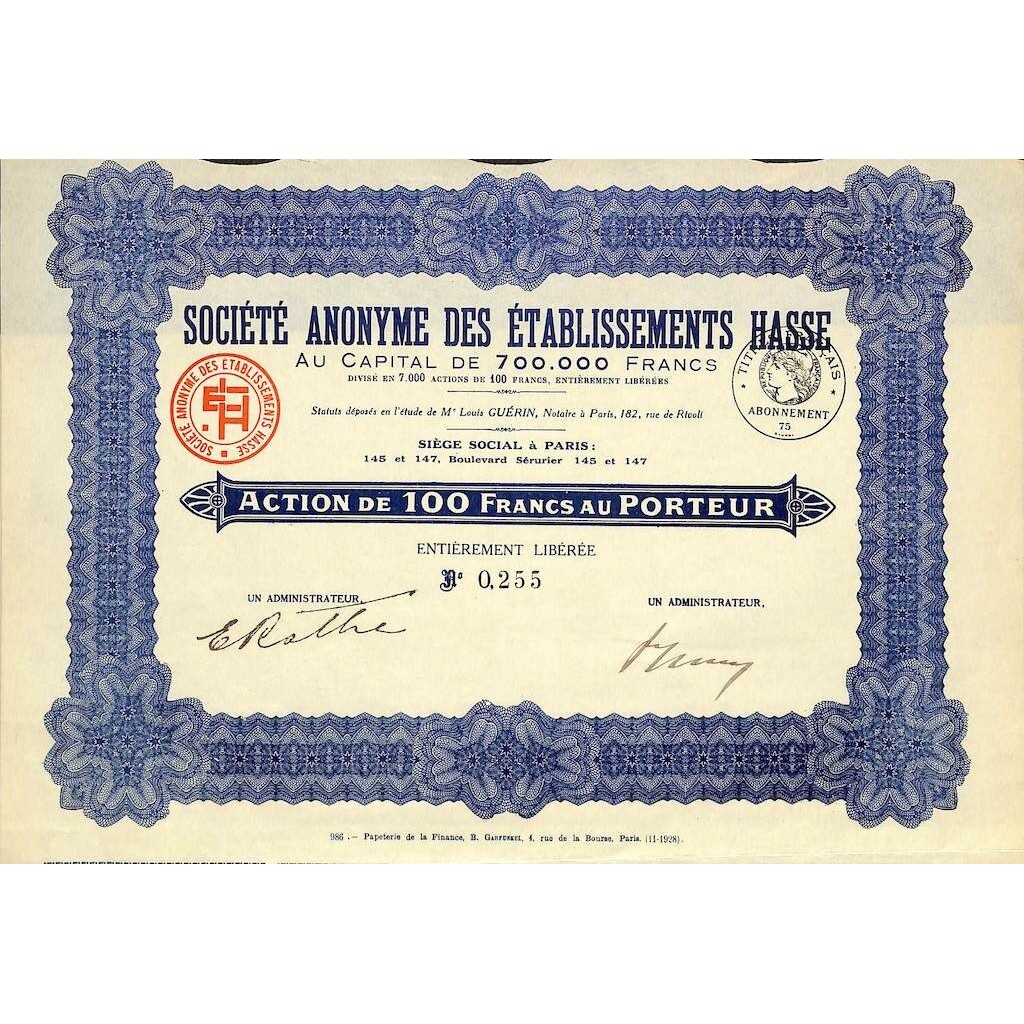 SOCIÉTÉ ANONYME DES ÉTABLISSEMENTS HASSE
AU CAPITAL DE 700.000 FRANCS
DIVISÉ EN 7.000 ACTIONS DE 100 FRANCS, ENTIÈREMENT LIBÉRÉES
Statuts déposés en l'étude de Me Louis GUÉRIN, Notaire à Paris, 182, rue de Rivoli
SOCIÉTÉ ANONYME DES ETABLISSEMENTS HASSE
ABONNEMENT
75
SIÈGE SOCIAL à PARIS:
145 et 147, Boulevard Sérurier 145 et 147
ACTION DE 100 FRANCS AU PORTEUR
ENTIÈREMENT LIBÉRÉE
No 0,255
UN ADMINISTRATEUR,
UN ADMINISTRATEUR,
986 .— Papeterie de la Finance, B. GARFUNKEL, 4, rue de la Bourse, Paris. (11-1928).